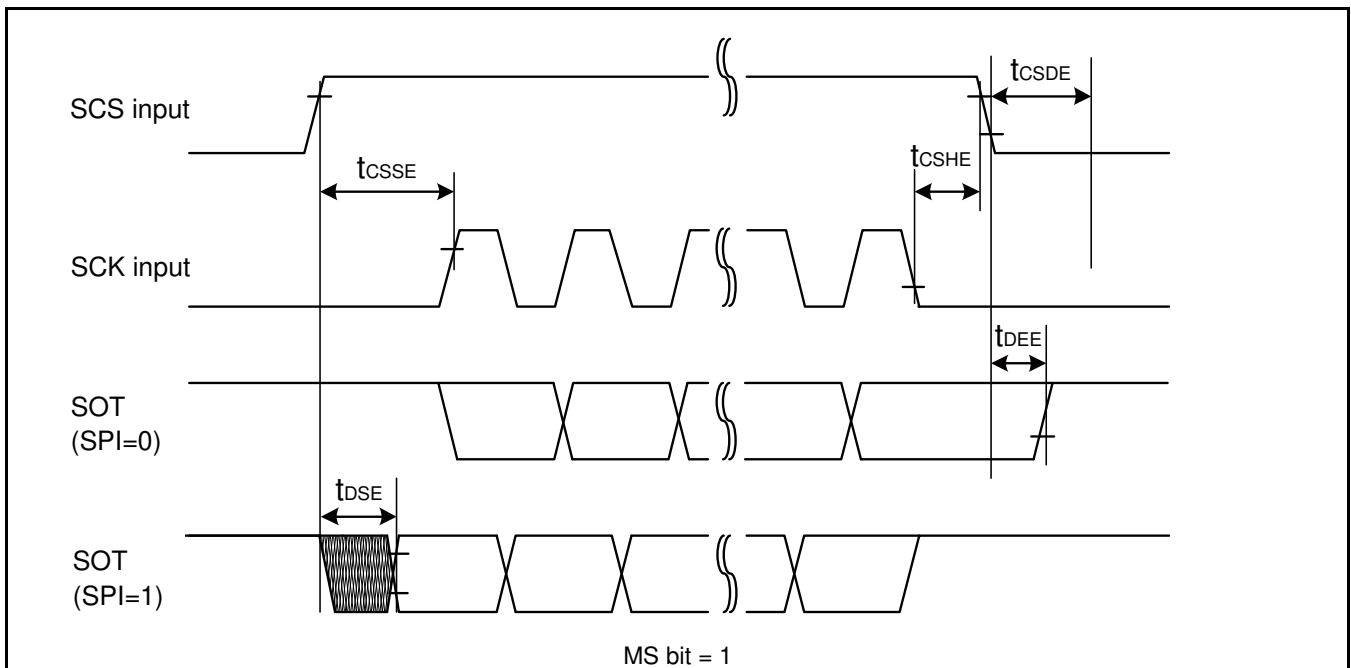 tCSDE
SCS input
tCSHE
tCSSE
SCK input
tDEE
SOT
(SPI=0)
tDSE
SOT
(SPI=1)
MS bit = 1